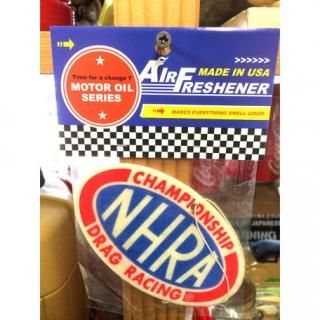 Time for a change ?
MOTOR OIL
SERIES
AIR
FRESHENER
MADE IN USA
MAKES EVERYTHING SMELL GOOD
CHAMPIONSHIP
NHRA
DRAG RACING
®